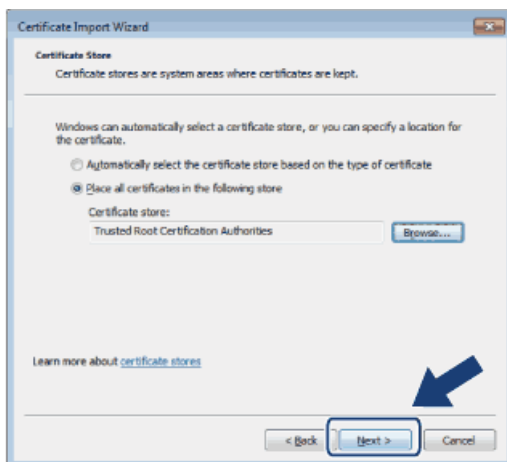 Certificate Import Wizard
Certificate Store
Certificate stores are system areas where certificates are kept.
Windows can automatically select a certificate store, or you can specify a location for
the certificate.
Automatically select the certificate store based on the type of certificate
Place all certificates in the following store
Certificate store:
Trusted Root Certification Authorities
Browse...
Learn more about certificate stores
< Back
Next >
Cancel